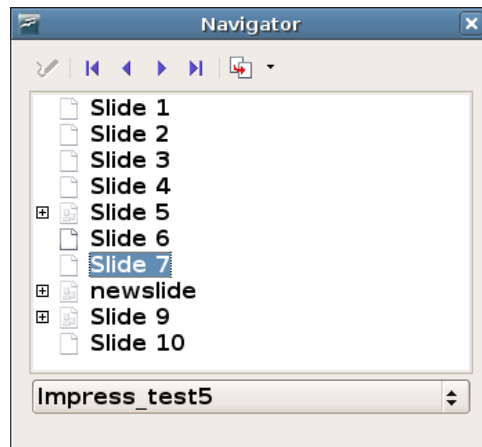 Navigator
Slide 1
Slide 2
Slide 3
Slide 4
Slide 5
Slide 6
Slide 7
newslide
Slide 9
Slide 10
Impress_test5